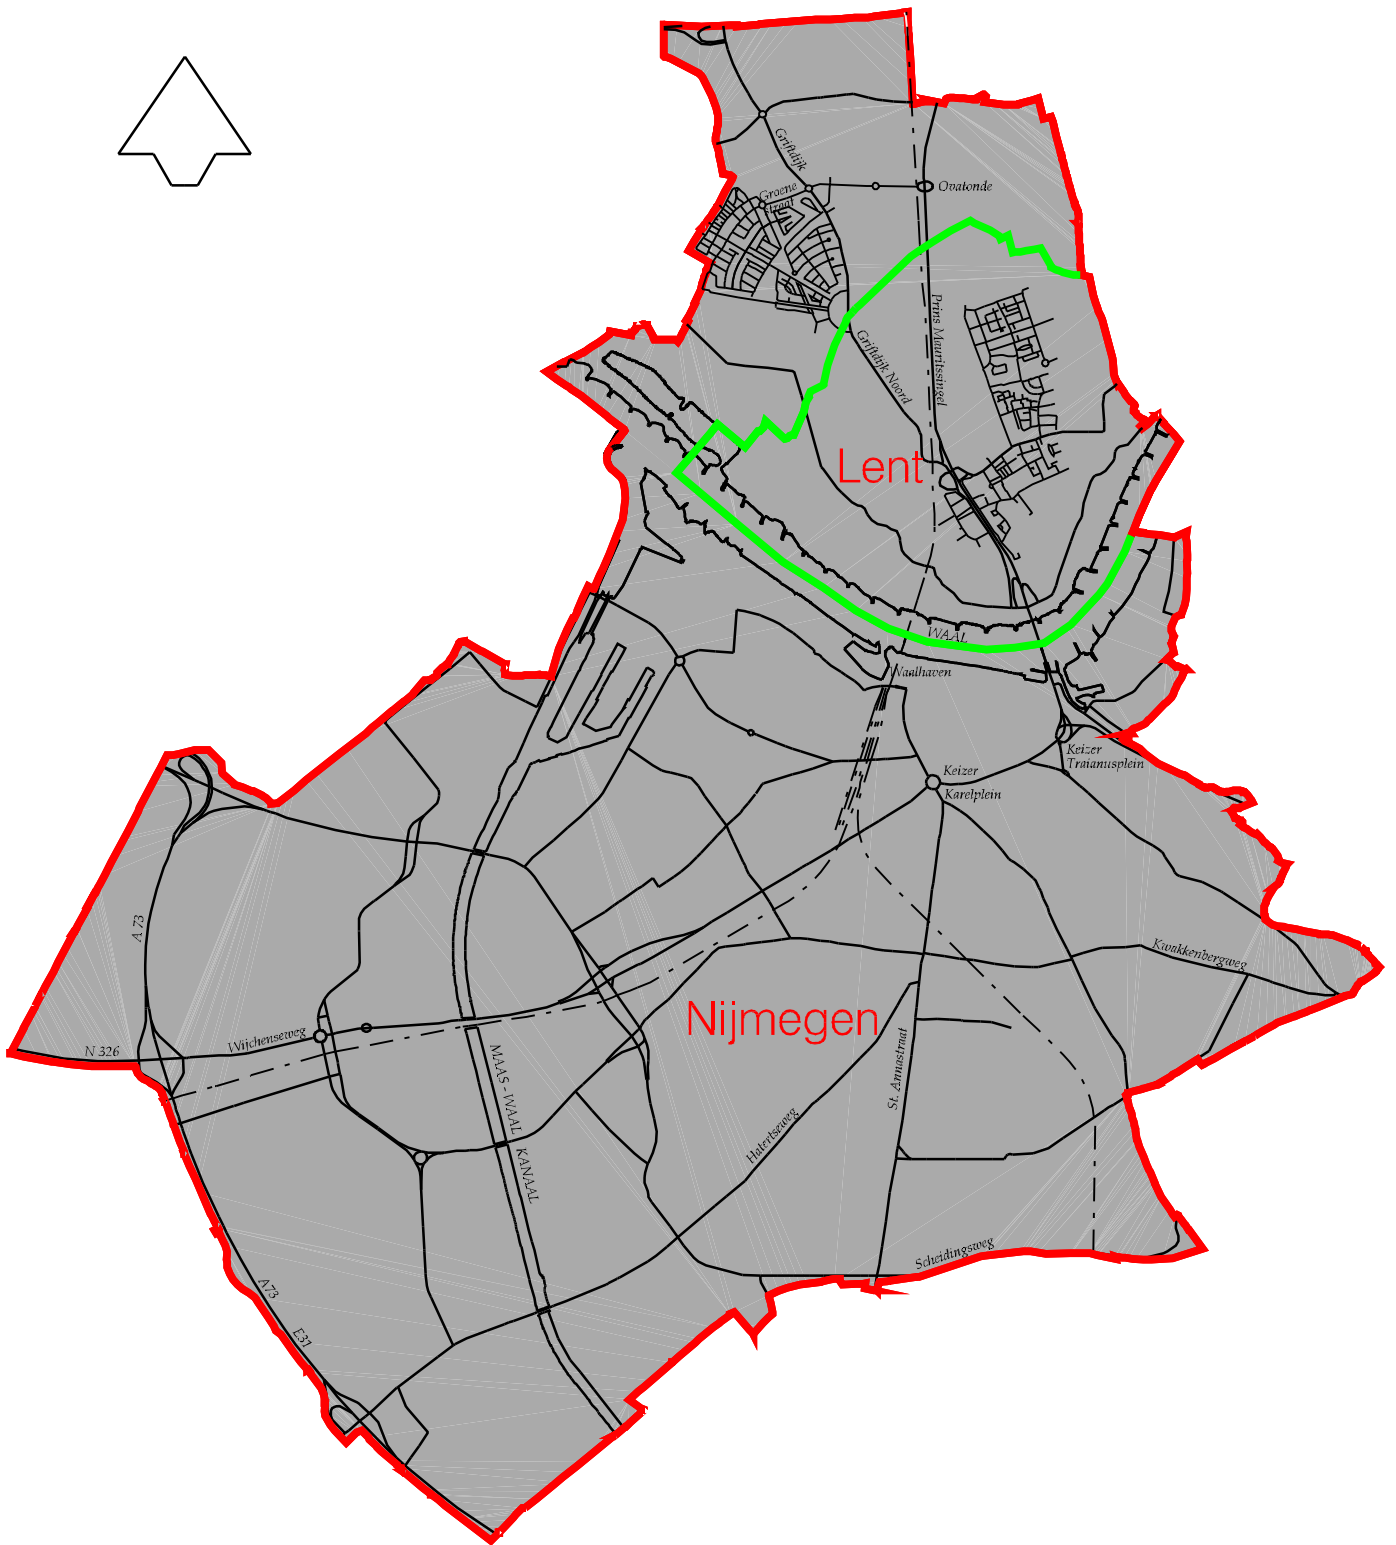 Griftdijk
Groene
straat
Ovatonde
Prins Mauritssingel
Griftdijk Noord
Lent
WAAL
Waalhaven
Keizer
Traianusplein
Keizer
Karelplein
A 73
Kwakkenbergweg
Nijmegen
Wijchenseweg
N 326
MAAS - WAAL KANAAL
St. Annastraat
Hatertseweg
Scheidingsweg
A73
E31